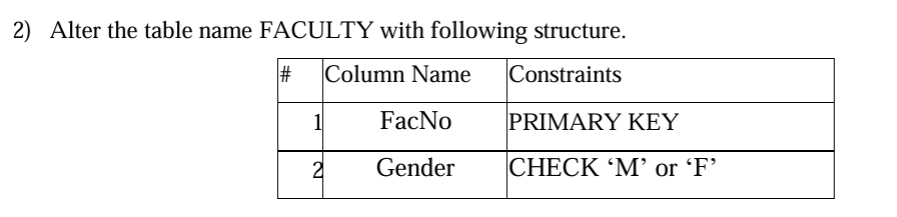 2) Alter the table name FACULTY with following structure.
# Column Name Constraints
1 FacNo PRIMARY KEY
2 Gender CHECK ‘M’ or ‘F’